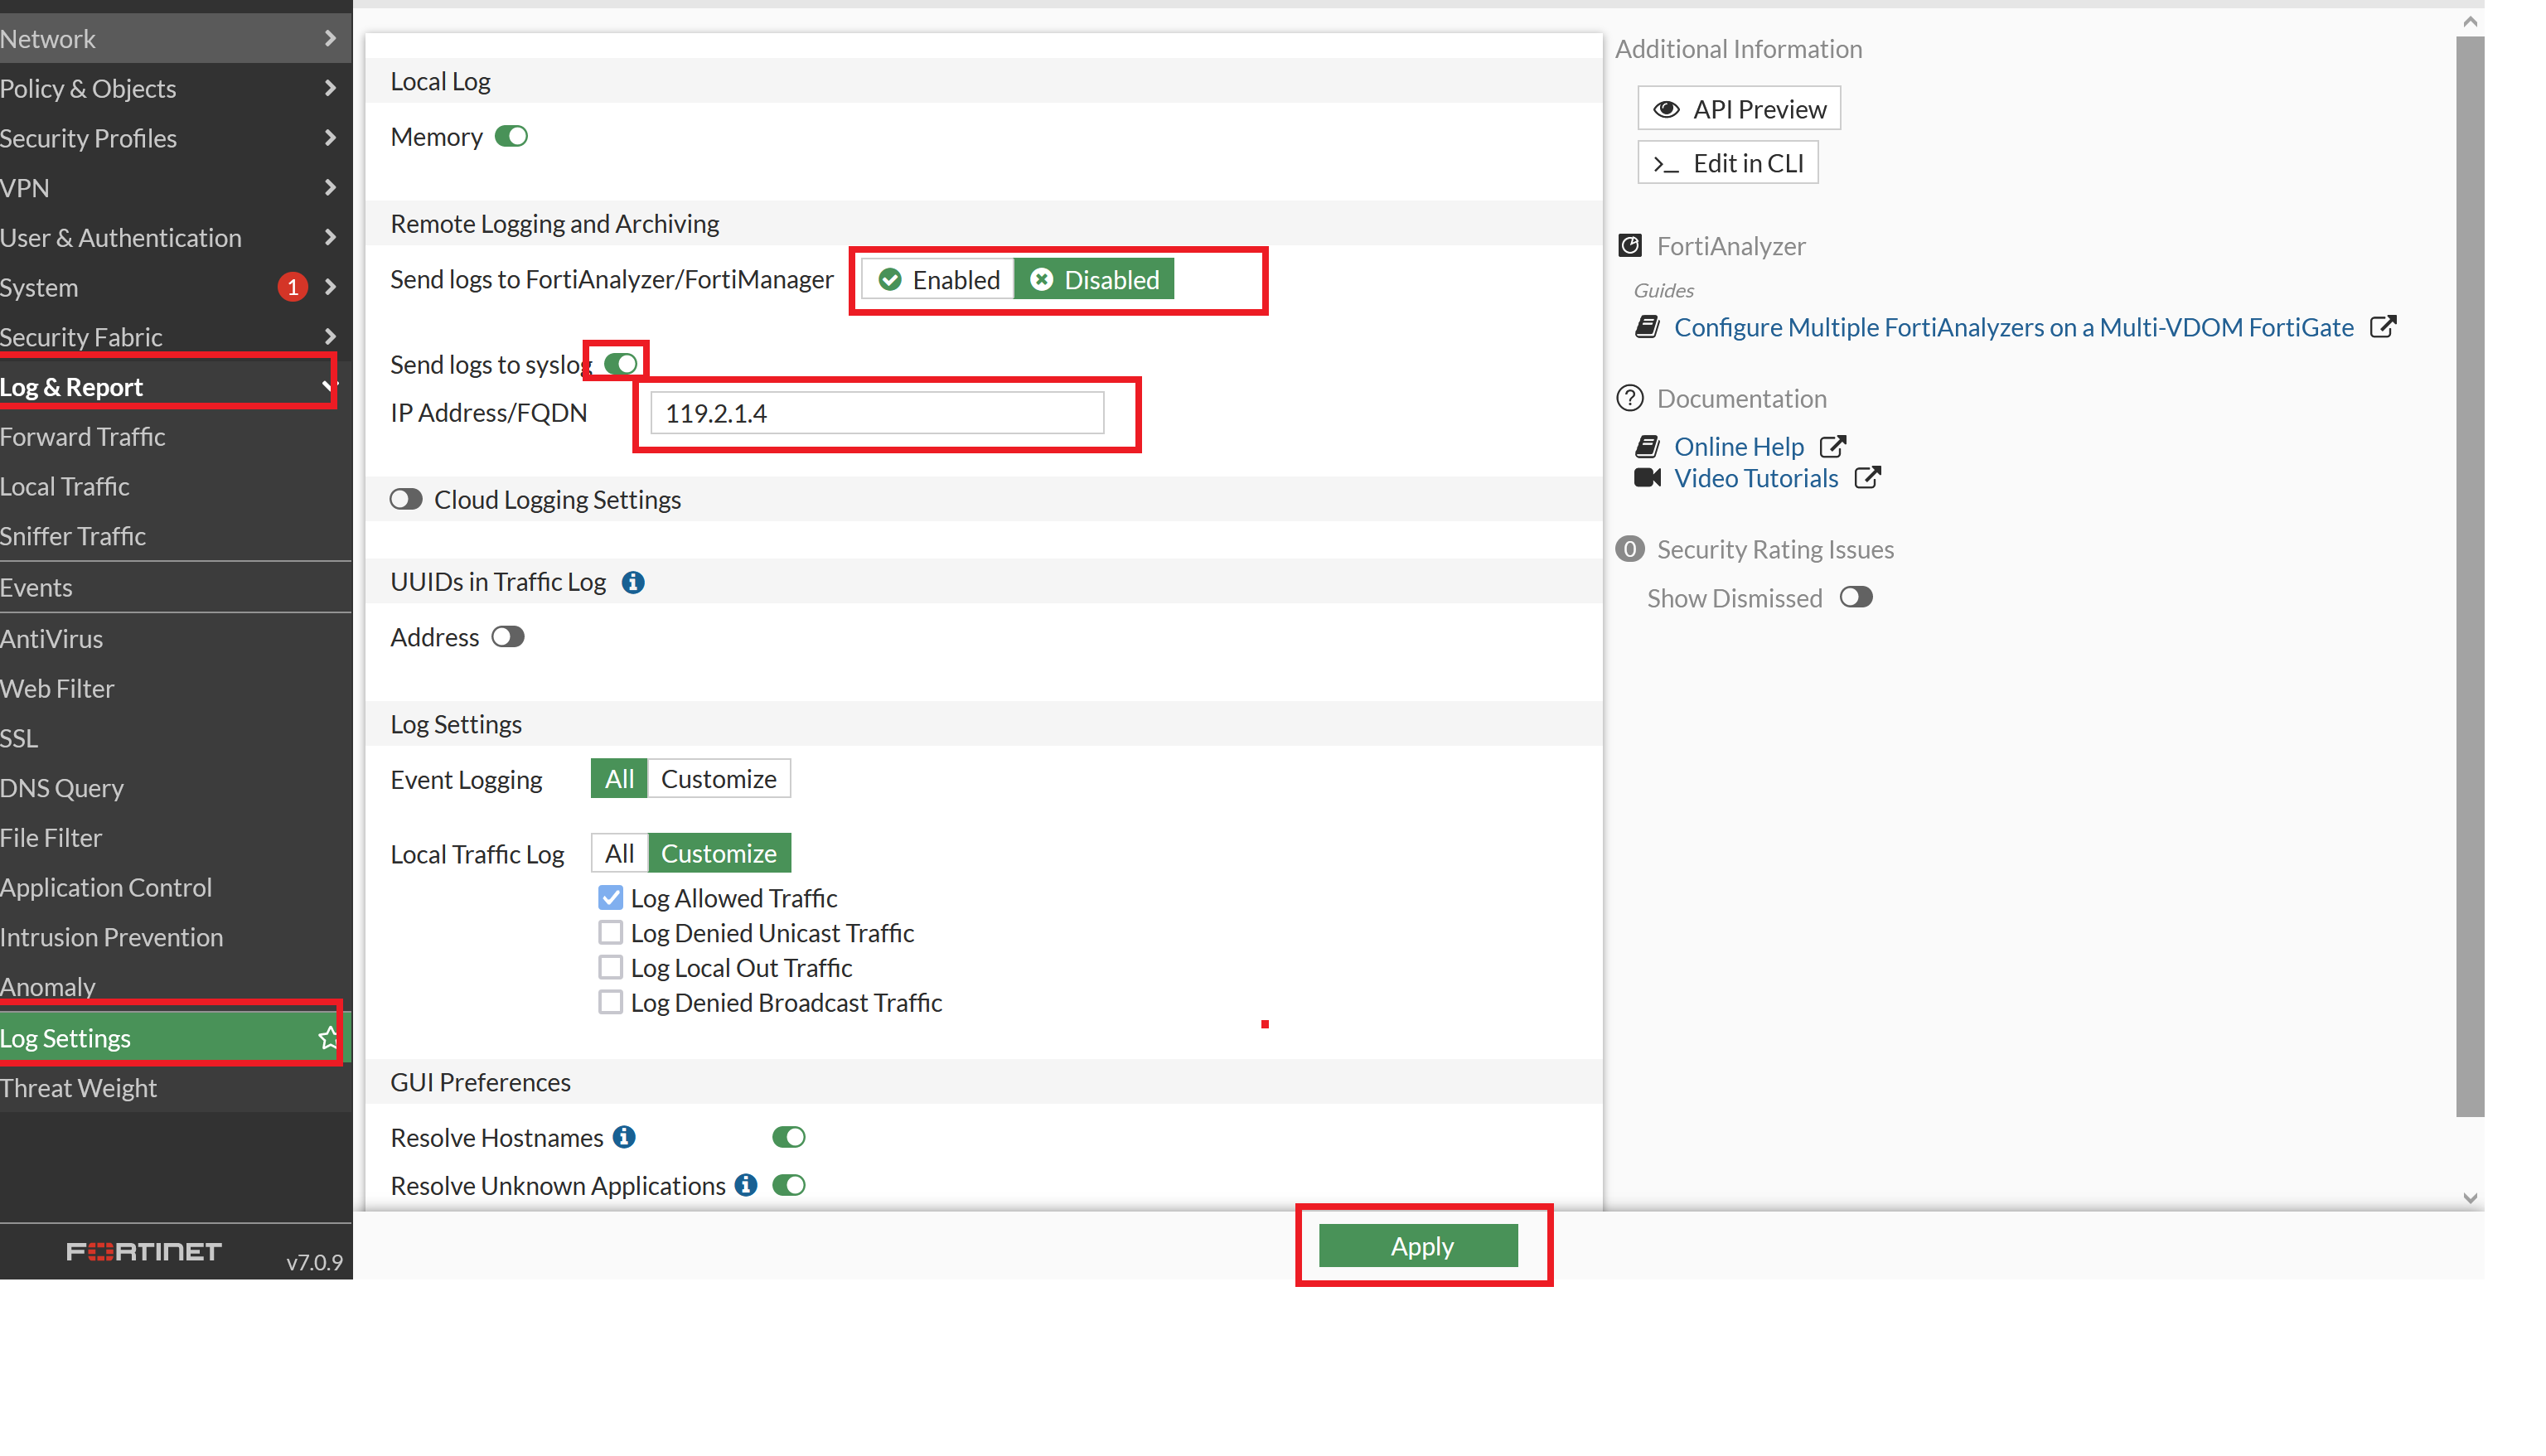 Network
Policy & Objects
Security Profiles
VPN
User & Authentication
System 1
Security Fabric
Log & Report
Forward Traffic
Local Traffic
Sniffer Traffic
Events
AntiVirus
Web Filter
SSL
DNS Query
File Filter
Application Control
Intrusion Prevention
Anomaly
Log Settings
Threat Weight
FORTINET v7.0.9
Local Log
Memory
Remote Logging and Archiving
Send logs to FortiAnalyzer/FortiManager Enabled Disabled
Send logs to syslog
IP Address/FQDN 119.2.1.4
Cloud Logging Settings
UUIDs in Traffic Log
Address
Log Settings
Event Logging All Customize
Local Traffic Log All Customize
Log Allowed Traffic
Log Denied Unicast Traffic
Log Local Out Traffic
Log Denied Broadcast Traffic
GUI Preferences
Resolve Hostnames
Resolve Unknown Applications
Apply
Additional Information
API Preview
>_ Edit in CLI
FortiAnalyzer
Guides
Configure Multiple FortiAnalyzers on a Multi-VDOM FortiGate
Documentation
Online Help
Video Tutorials
0 Security Rating Issues
Show Dismissed